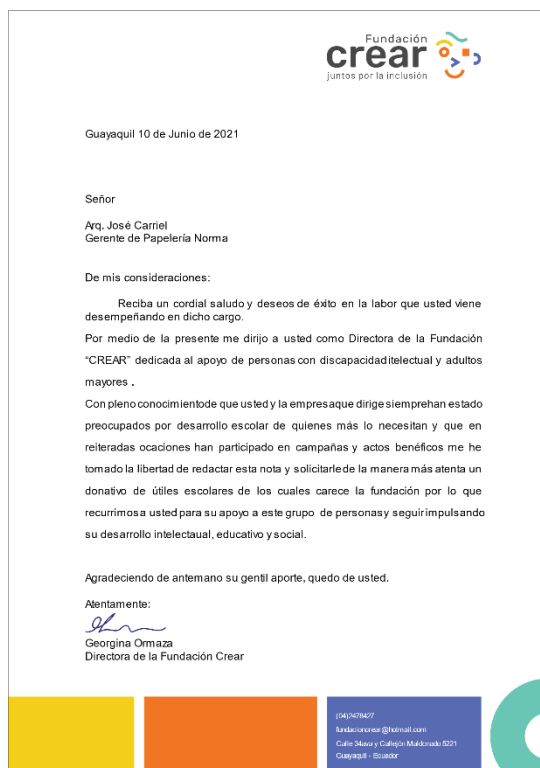 Fundación
crear
juntos por la inclusión
Guayaquil 10 de Junio de 2021
Señor
Arq. José Carriel
Gerente de Papelería Norma
De mis consideraciones:
Reciba un cordial saludo y deseos de éxito en la labor que usted viene
desempeñando en dicho cargo.
Por medio de la presente me dirijo a usted como Directora de la Fundación
“CREAR” dedicada al apoyo de personas con discapacidad itelectual y adultos
mayores .
Con pleno conocimiento de que usted y la empresa que dirige siempre han estado
preocupados por desarrollo escolar de quienes más lo necesitan y que en
reiteradas ocaciones han participado en campañas y actos benéficos me he
tomado la libertad de redactar esta nota y solicitarle de la manera más atenta un
donativo de útiles escolares de los cuales carece la fundación por lo que
recurrimos a usted para su apoyo a este grupo de personas y seguir impulsando
su desarrollo intelectaual, educativo y social.
Agradeciendo de antemano su gentil aporte, quedo de usted.
Atentamente:
Georgina Ormaza
Directora de la Fundación Crear
(04)2478427
fundacioncrear@hotmail.com
Calle 34ava y Callejón Maldonado 5221
Guayaquil - Ecuador